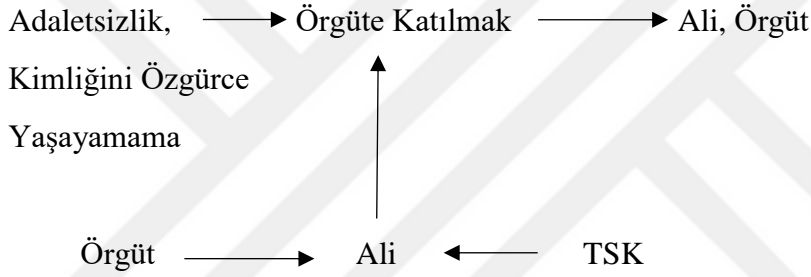 Adaletsizlik, Örgüte Katılmak Ali, Örgüt
Kimliğini Özgürce
Yaşayamama
Örgüt Ali TSK